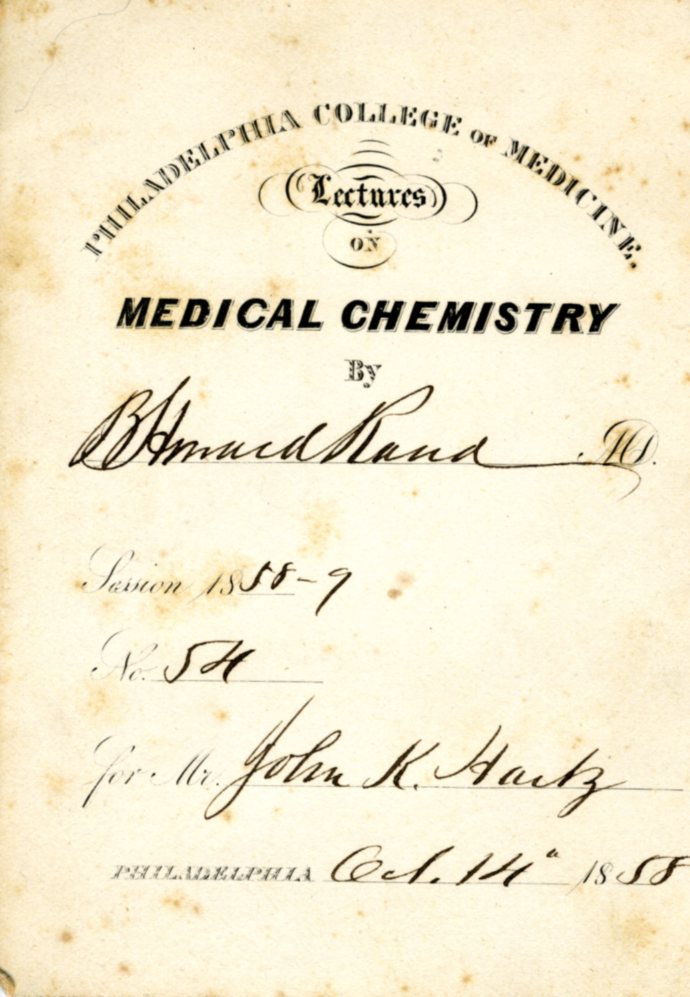 PHILADELPHIA COLLEGE OF MEDICINE.
Lectures
ON
MEDICAL CHEMISTRY
By
B Howard Rand M.D.
Session 1858-9
No. 54
for Mr. John K. Hartz
PHILADELPHIA Oct. 14" 1858